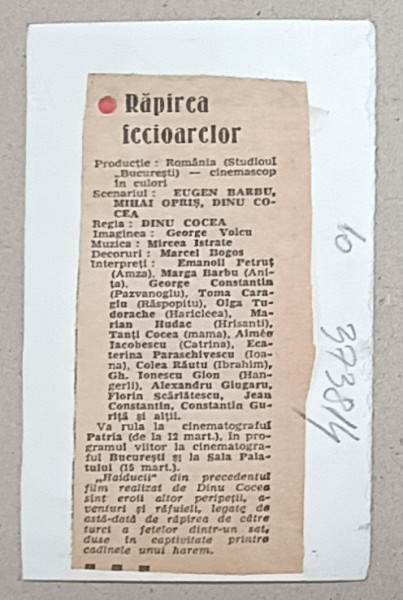 Răpirea
fecioarelor
Producție : România (Studioul
„București) — cinemascop
în culori
Scenariul : EUGEN BARBU,
MIHAI OPRIȘ, DINU CO-
CEA
Regia : DINU COCEA
Imaginea : George Voicu
Muzica : Mircea Istrate
Decoruri : Marcel Bogos
Interpreți : Emanoil Petruț
(Amza), Marga Barbu (Ani-
ța), George Constantin
(Pazvanoglu), Toma Cara-
giu (Răspopitu), Olga Tu-
dorache (Haricleea), Ma-
rian Hudac (Hrisanti),
Tanți Cocea (mama), Aimée
Iacobescu (Catrina), Eca-
terina Paraschivescu (Ioa-
na), Colea Răutu (Ibrahim),
Gh. Ionescu Gion (Han-
gerli), Alexandru Giugaru,
Florin Scărlătescu, Jean
Constantin, Constantin Gu-
riță și alții.
Va rula la cinematograful
Patria (de la 12 mart.), în pro-
gramul viitor la cinematogra-
ful București și la Sala Pala-
tului (15 mart.).
„Haiducii" din precedentul
film realizat de Dinu Cocea
sînt eroii altor peripeții, a-
venturi și răfuieli, legate de
astă-dată de răpirea de către
turci a fetelor dintr-un sat,
duse în captivitate printre
cadînele unui harem.
10 373814